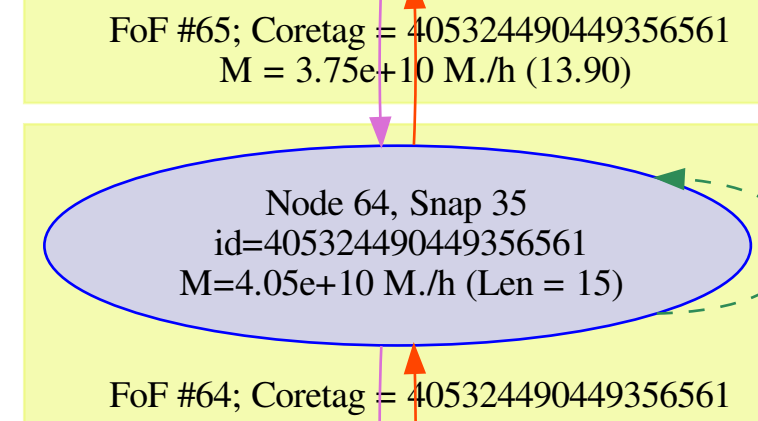 FoF #65; Coretag = 405324490449356561
M = 3.75e+10 M./h (13.90)
Node 64, Snap 35
id=405324490449356561
M=4.05e+10 M./h (Len = 15)
FoF #64; Coretag = 405324490449356561